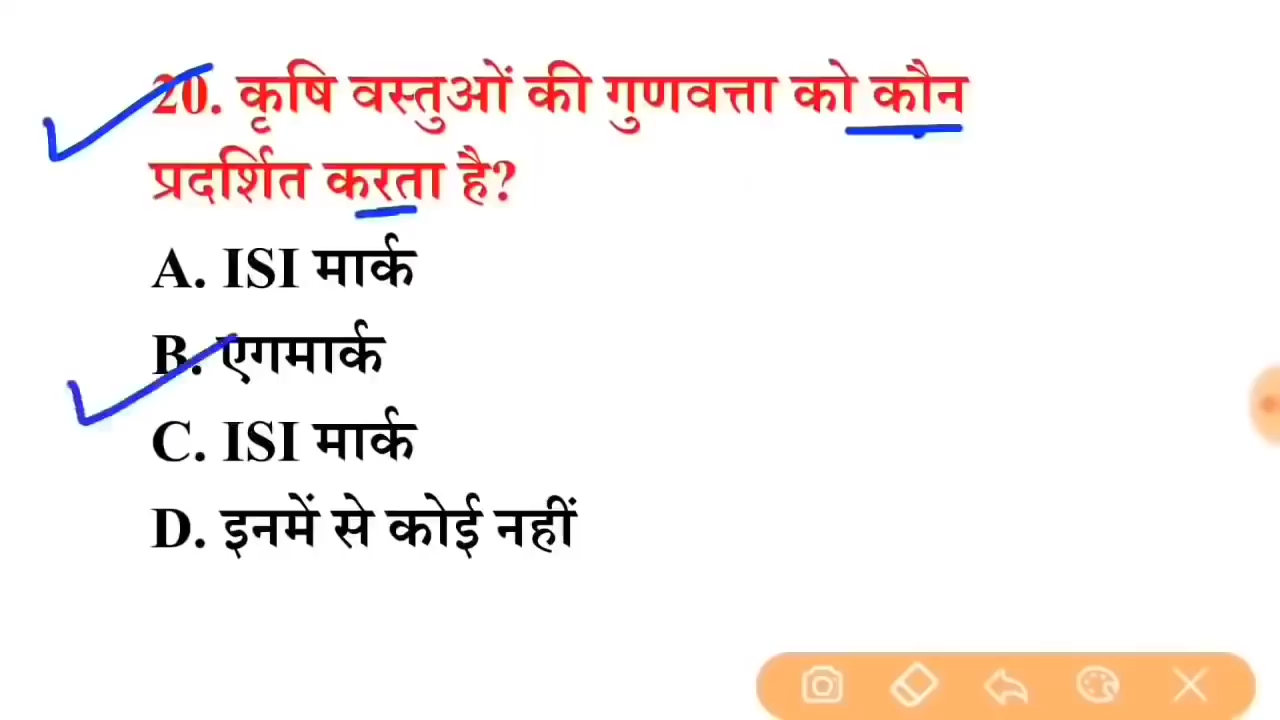 20. कृषि वस्तुओं की गुणवत्ता को कौन
प्रदर्शित करता है?
A. ISI मार्क
B. एगमार्क
C. ISI मार्क
D. इनमें से कोई नहीं